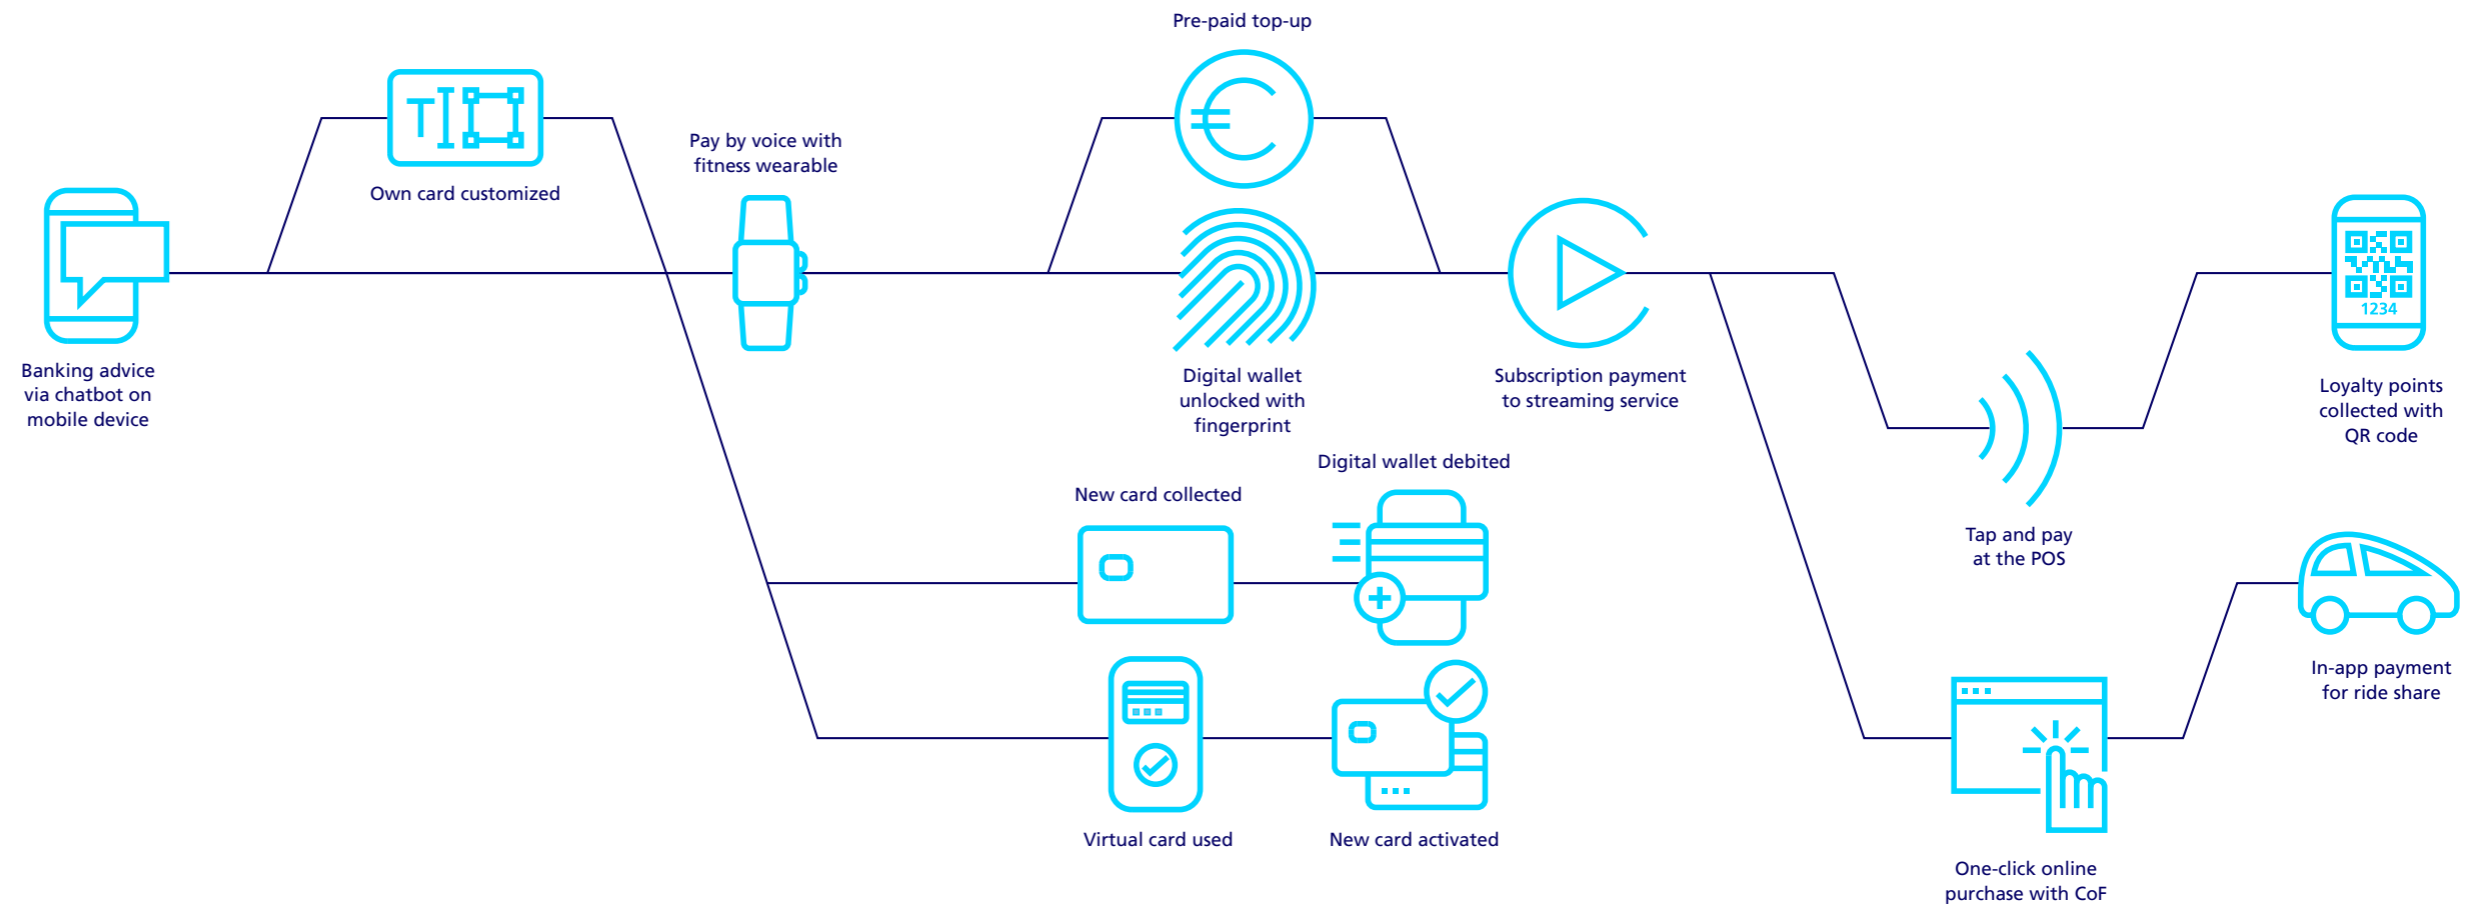 Pre-paid top-up
Own card customized
Pay by voice with
fitness wearable
Banking advice
via chatbot on
mobile device
Digital wallet
unlocked with
fingerprint
Subscription payment
to streaming service
1234
Loyalty points
collected with
QR code
Tap and pay
at the POS
New card collected
Digital wallet debited
In-app payment
for ride share
Virtual card used
New card activated
One-click online
purchase with CoF